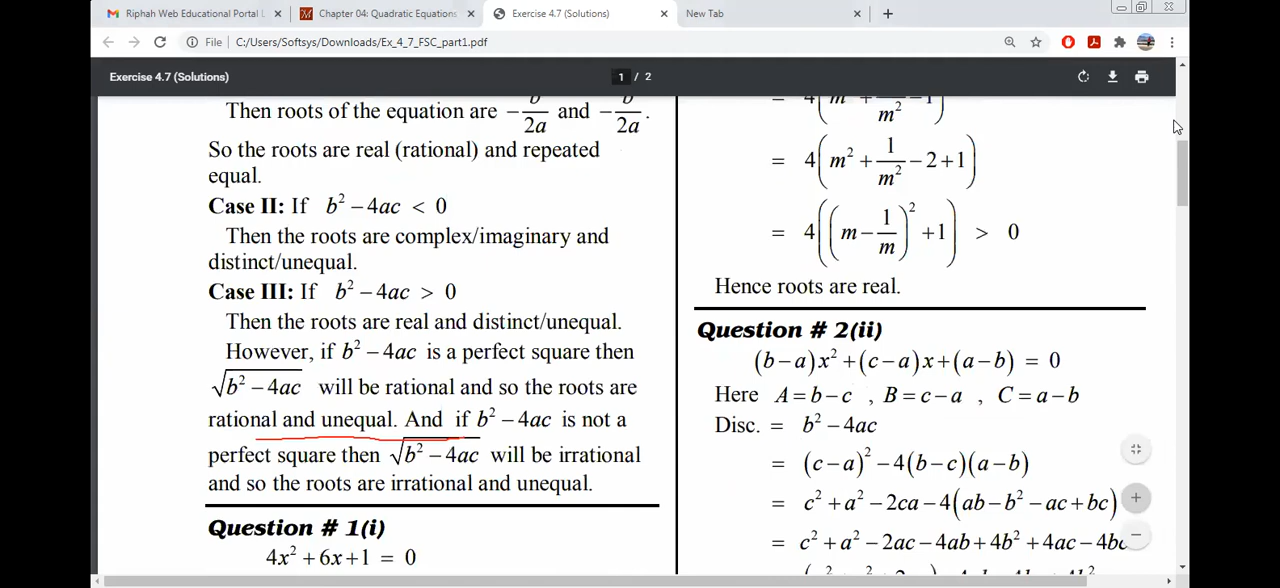 Riphah Web Educational Portal
Chapter 04: Quadratic Equations
Exercise 4.7 (Solutions)
New Tab
File
C:/Users/Softsys/Downloads/Ex_4_7_FSC_part1.pdf
Exercise 4.7 (Solutions)
1 / 2
Then roots of the equation are −b/2a and −b/2a.
So the roots are real (rational) and repeated
equal.
Case II: If b² − 4ac < 0
Then the roots are complex/imaginary and
distinct/unequal.
Case III: If b² − 4ac > 0
Then the roots are real and distinct/unequal.
However, if b² − 4ac is a perfect square then
√(b² − 4ac) will be rational and so the roots are
rational and unequal. And if b² − 4ac is not a
perfect square then √(b² − 4ac) will be irrational
and so the roots are irrational and unequal.
Question # 1(i)
4x² + 6x + 1 = 0
= 4(m² + 1/m² − 1)
= 4(m² + 1/m² − 2 + 1)
= 4((m − 1/m)² + 1) > 0
Hence roots are real.
Question # 2(ii)
(b − a)x² + (c − a)x + (a − b) = 0
Here A = b − c , B = c − a , C = a − b
Disc. = b² − 4ac
= (c − a)² − 4(b − c)(a − b)
= c² + a² − 2ca − 4(ab − b² − ac + bc)
= c² + a² − 2ac − 4ab + 4b² + 4ac − 4bc